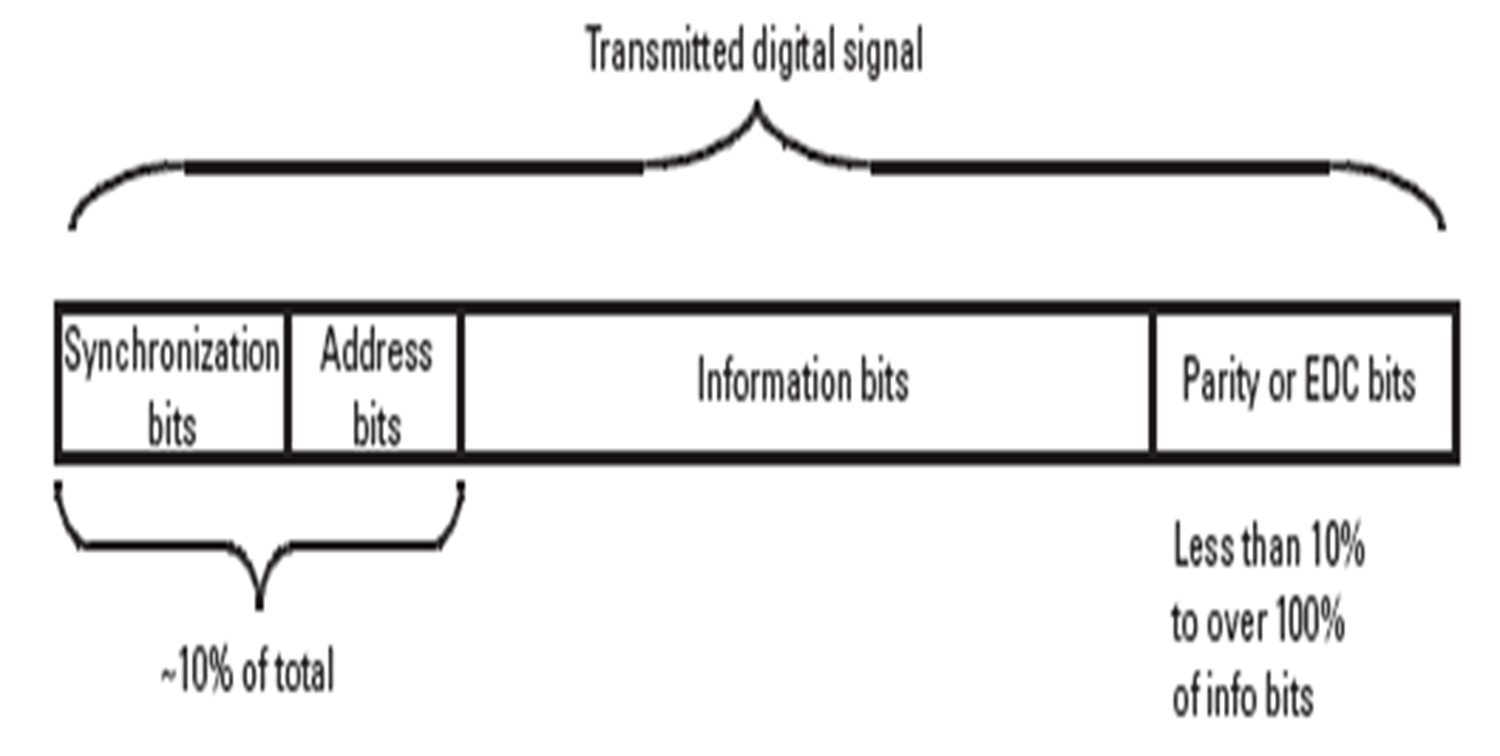 Transmitted digital signal
Synchronization
bits
Address
bits
Information bits
Parity or EDC bits
~10% of total
Less than 10%
to over 100%
of info bits